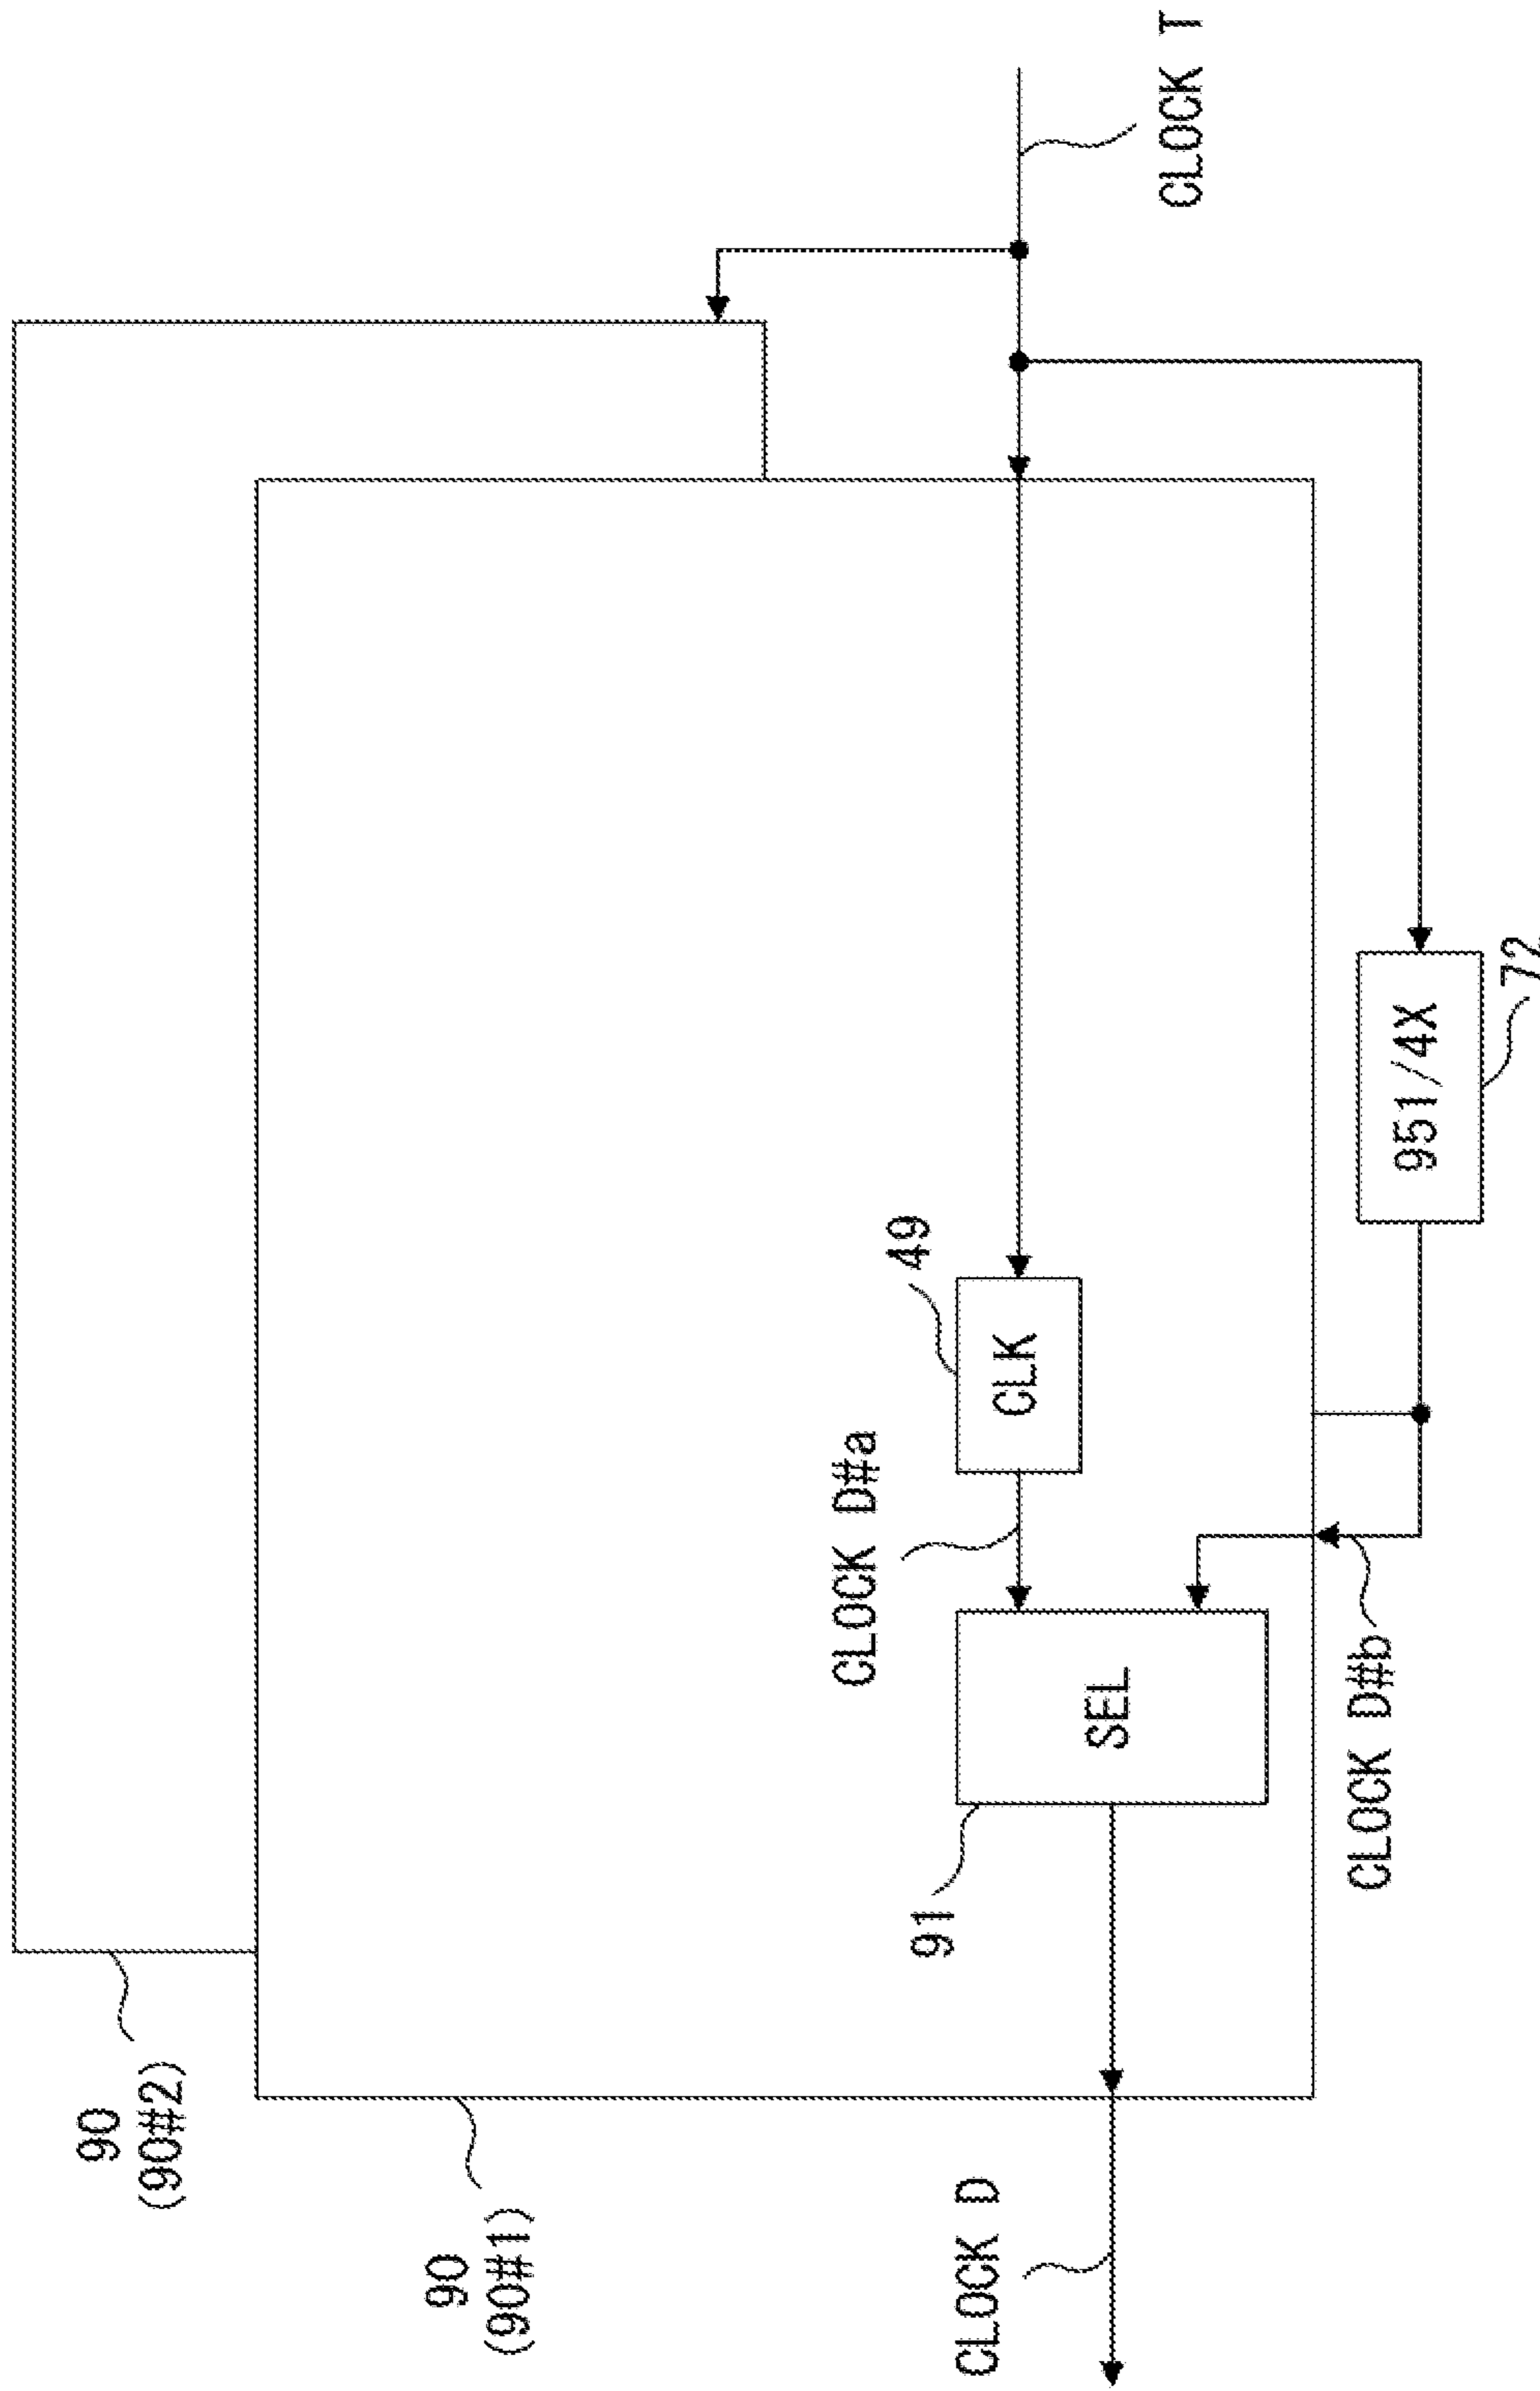 90
(90#2)
90
(90#1)
CLOCK D#a
49
CLK
CLOCK T
91
SEL
CLOCK D
951/4X
CLOCK D#b
72